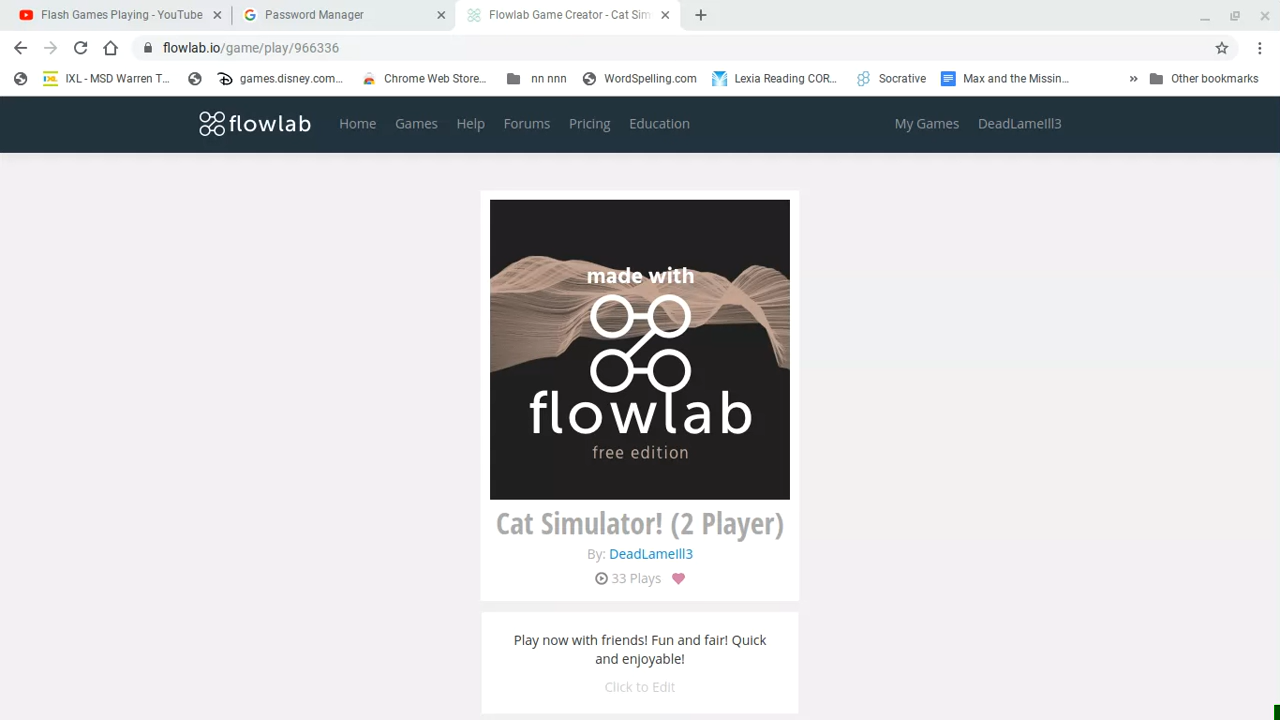 Flash Games Playing - YouTube
Password Manager
Flowlab Game Creator - Cat Sim
flowlab.io/game/play/966336
IXL - MSD Warren T...
games.disney.com...
Chrome Web Store...
nn nnn
WordSpelling.com
Lexia Reading COR...
Socrative
Max and the Missin...
»
Other bookmarks
flowlab
Home
Games
Help
Forums
Pricing
Education
My Games
DeadLameIll3
made with
flowlab
free edition
Cat Simulator! (2 Player)
By: DeadLameIll3
33 Plays
Play now with friends! Fun and fair! Quick
and enjoyable!
Click to Edit